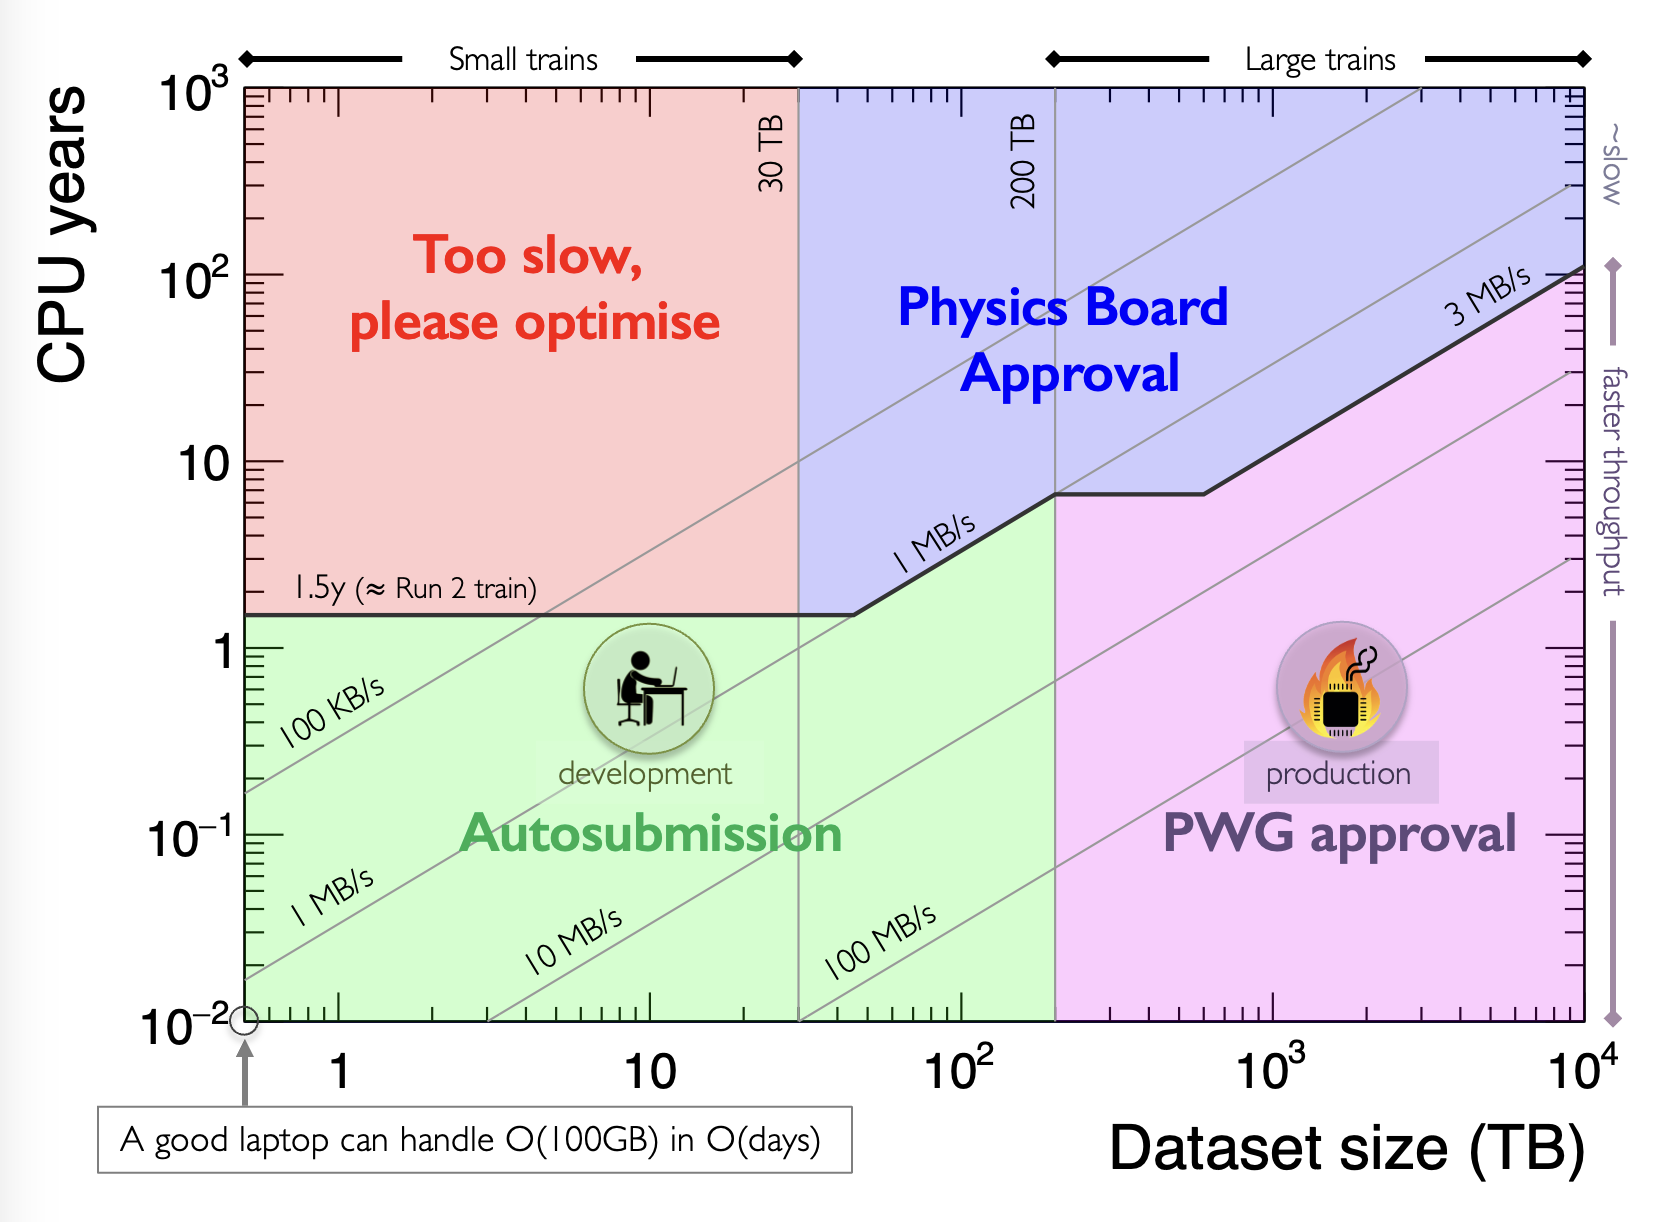 Small trains
Large trains
CPU years
10³
10²
10
1
10⁻¹
10⁻²
30 TB
200 TB
~slow
faster throughput
Too slow,
please optimise
Physics Board
Approval
3 MB/s
1 MB/s
1.5y (≈ Run 2 train)
100 KB/s
development
production
Autosubmission
PWG approval
1 MB/s
10 MB/s
100 MB/s
1
10
10²
10³
10⁴
A good laptop can handle O(100GB) in O(days)
Dataset size (TB)